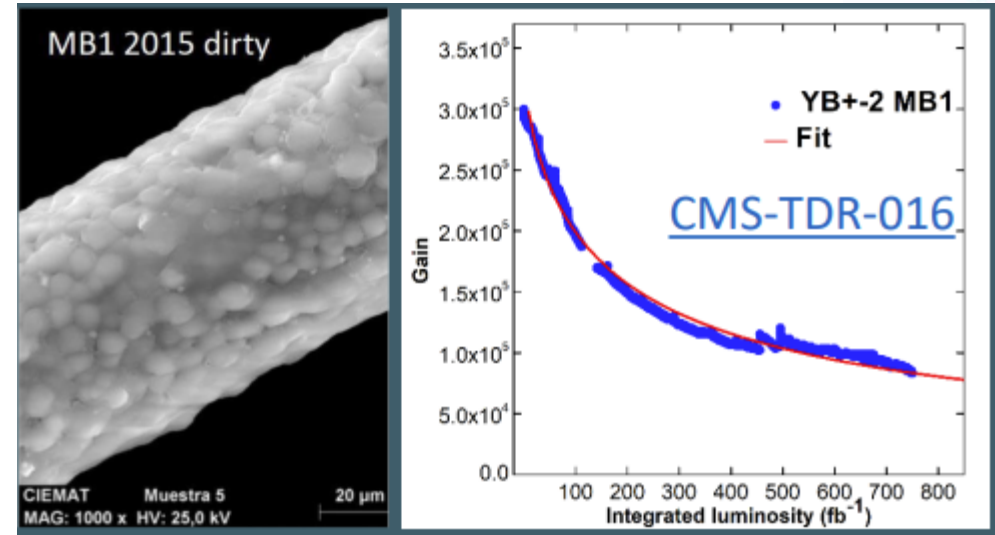 MB1 2015 dirty
CIEMAT Muestra 5 20 µm
MAG: 1000 x HV: 25,0 kV
3.5x10⁵
3.0x10⁵
2.5x10⁵
2.0x10⁵
1.5x10⁵
1.0x10⁵
5.0x10⁴
0.0
Gain
YB+-2 MB1
Fit
CMS-TDR-016
100 200 300 400 500 600 700 800
Integrated luminosity (fb⁻¹)